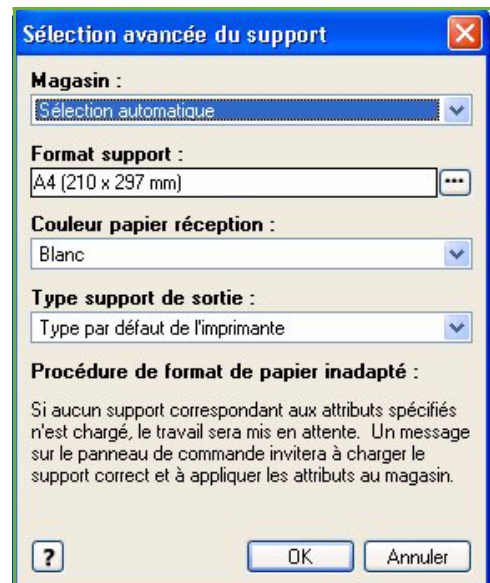 Sélection avancée du support
Magasin :
Sélection automatique
Format support :
A4 (210 x 297 mm)
...
Couleur papier réception :
Blanc
Type support de sortie :
Type par défaut de l'imprimante
Procédure de format de papier inadapté :
Si aucun support correspondant aux attributs spécifiés
n'est chargé, le travail sera mis en attente. Un message
sur le panneau de commande invitera à charger le
support correct et à appliquer les attributs au magasin.
?
OK
Annuler